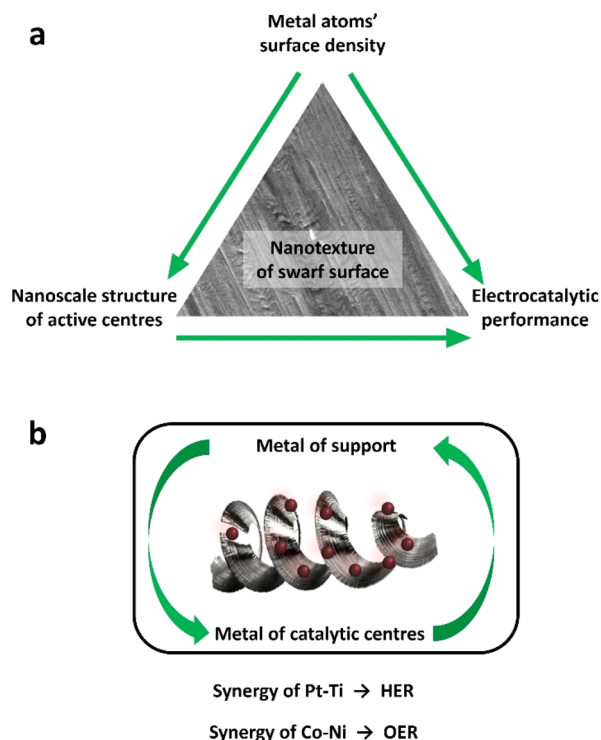 a
Metal atoms'
surface density
Nanotexture
of swarf surface
Nanoscale structure
of active centres
Electrocatalytic
performance
b
Metal of support
Metal of catalytic centres
Synergy of Pt-Ti → HER
Synergy of Co-Ni → OER